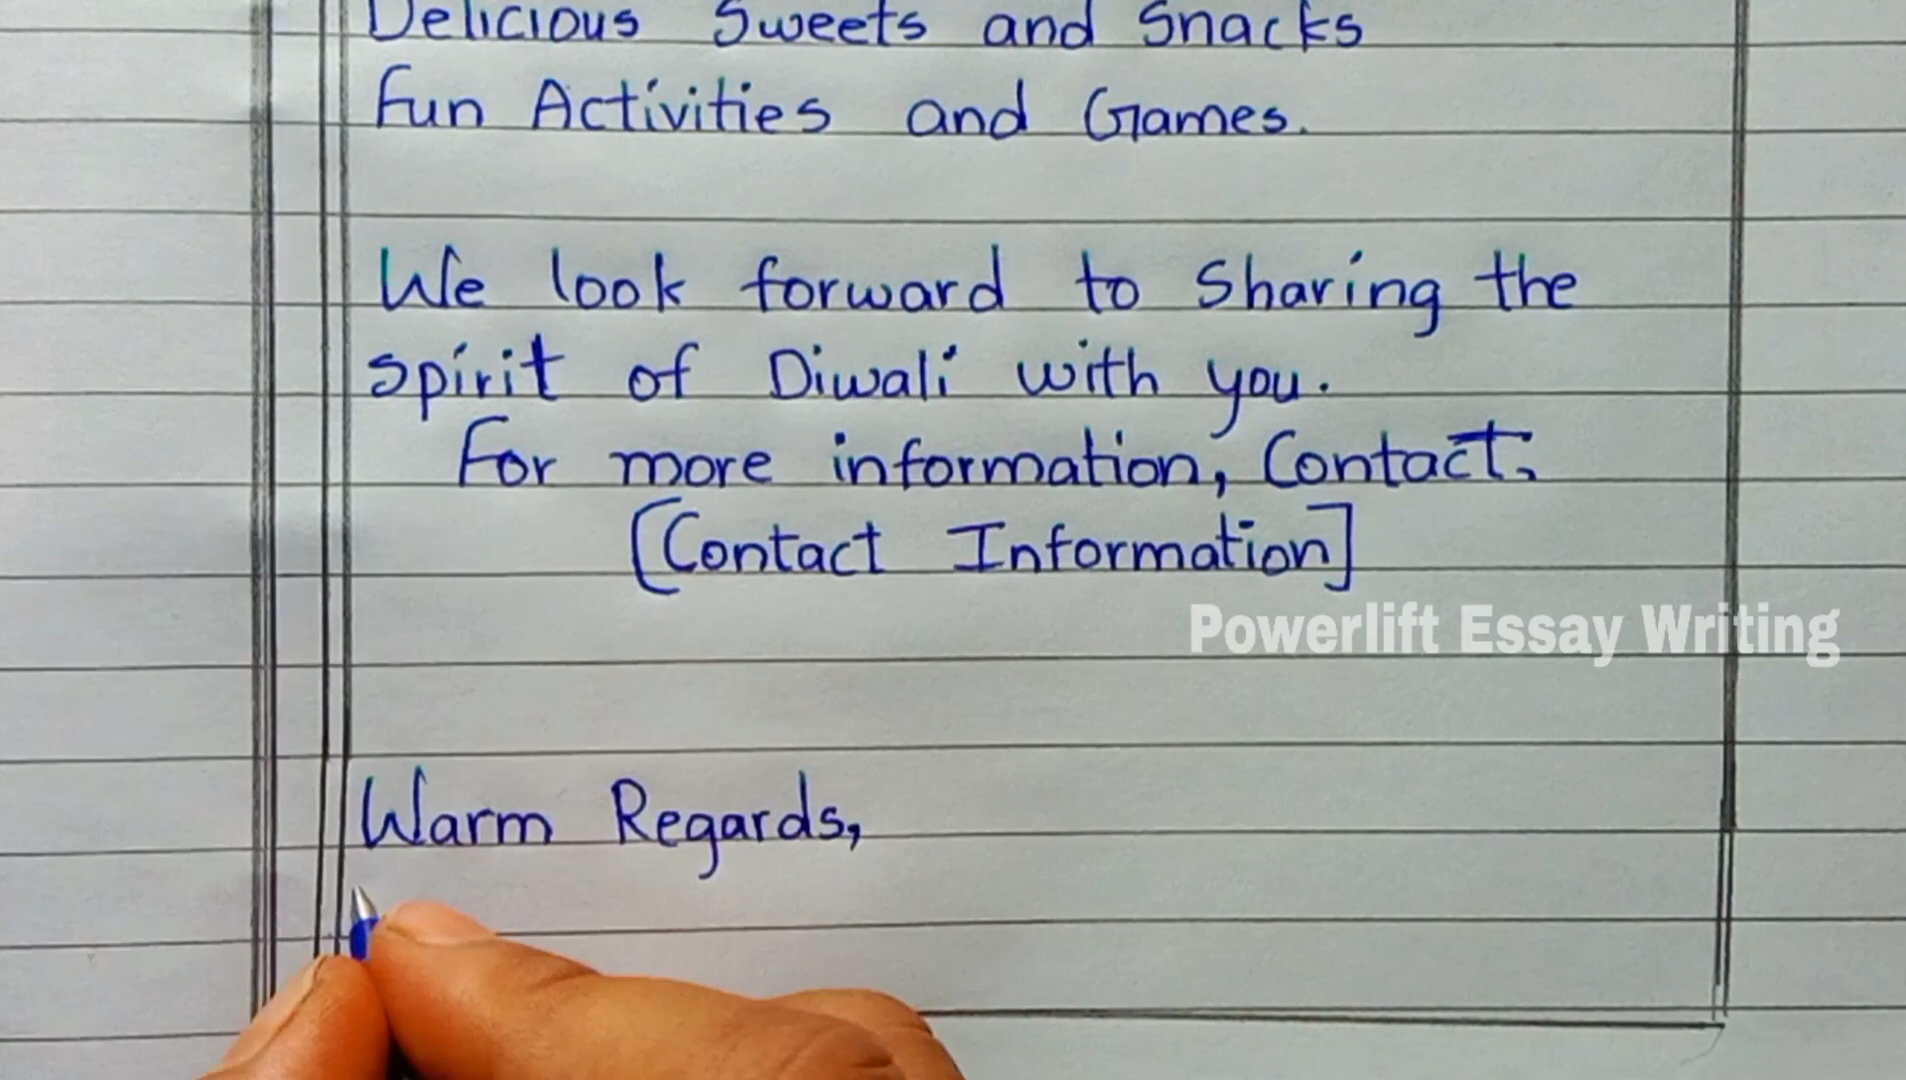 Delicious Sweets and Snacks
Fun Activities and Games.
We look forward to Sharing the
spirit of Diwali with you.
For more information, Contact:
[Contact Information]
Powerlift Essay Writing
Warm Regards,